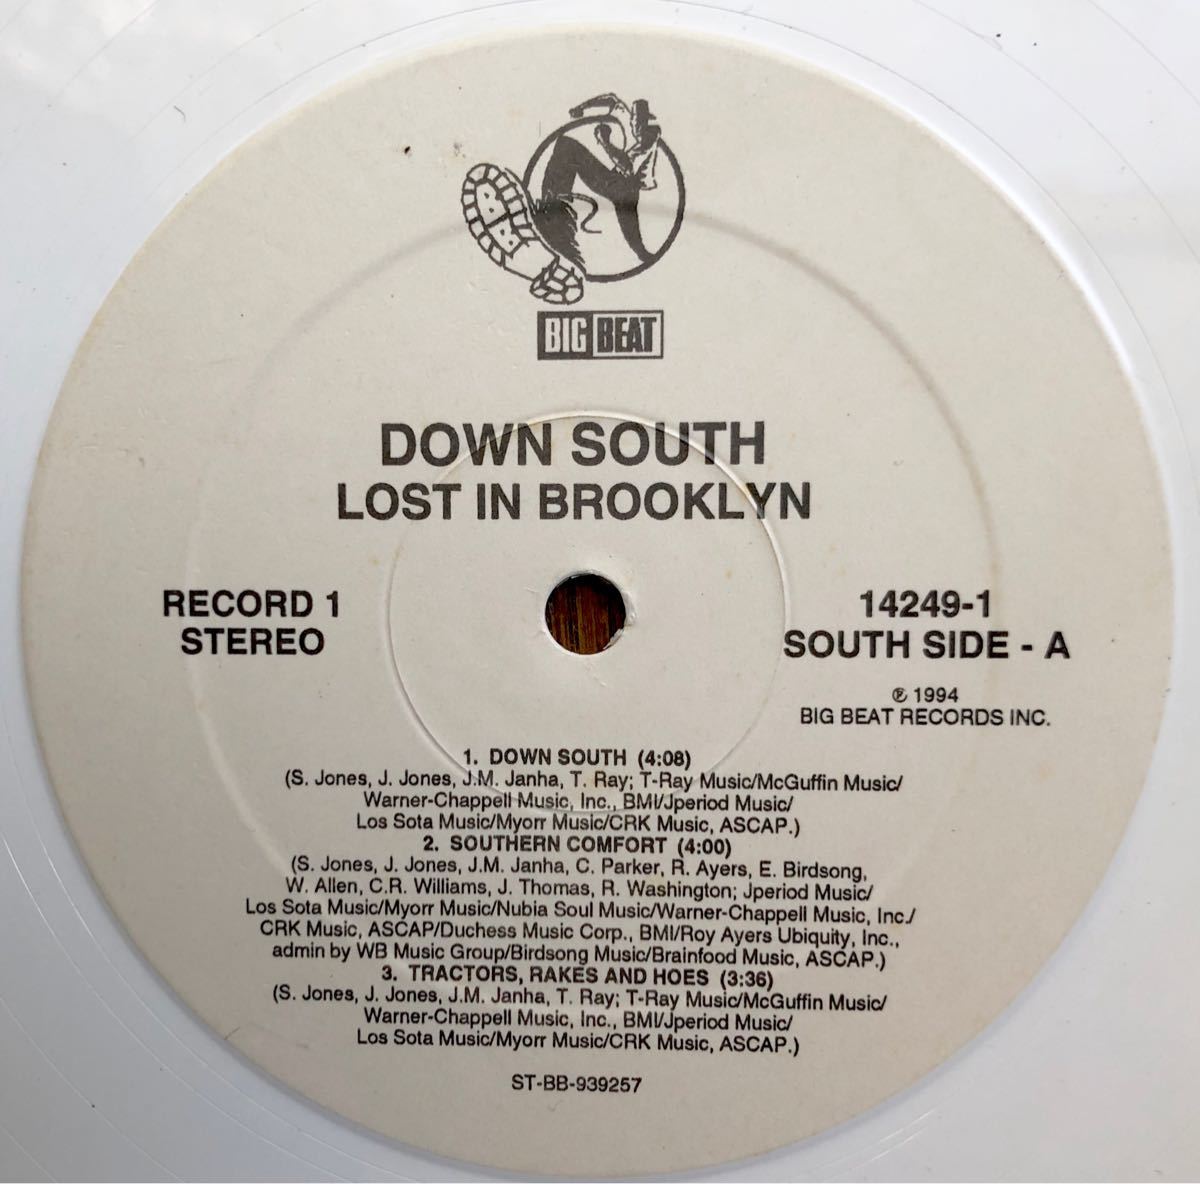 BIG BEAT
DOWN SOUTH
LOST IN BROOKLYN
RECORD 1
STEREO
14249-1
SOUTH SIDE - A
℗ 1994
BIG BEAT RECORDS INC.
1. DOWN SOUTH (4:08)
(S. Jones, J. Jones, J.M. Janha, T. Ray; T-Ray Music/McGuffin Music/
Warner-Chappell Music, Inc., BMI/Jperiod Music/
Los Sota Music/Myorr Music/CRK Music, ASCAP.)
2. SOUTHERN COMFORT (4:00)
(S. Jones, J. Jones, J.M. Janha, C. Parker, R. Ayers, E. Birdsong,
W. Allen, C.R. Williams, J. Thomas, R. Washington; Jperiod Music/
Los Sota Music/Myorr Music/Nubia Soul Music/Warner-Chappell Music, Inc./
CRK Music, ASCAP/Duchess Music Corp., BMI/Roy Ayers Ubiquity, Inc.,
admin by WB Music Group/Birdsong Music/Brainfood Music, ASCAP.)
3. TRACTORS, RAKES AND HOES (3:36)
(S. Jones, J. Jones, J.M. Janha, T. Ray; T-Ray Music/McGuffin Music/
Warner-Chappell Music, Inc., BMI/Jperiod Music/
Los Sota Music/Myorr Music/CRK Music, ASCAP.)
ST-BB-939257